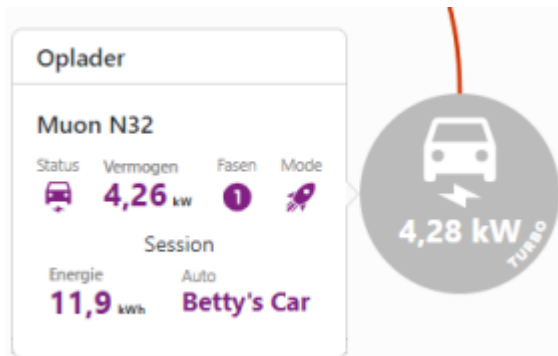 Oplader
Muon N32
Status Vermogen Fasen Mode
4,26 kW 1
Session
Energie Auto
11,9 kWh Betty's Car
4,28 kW
TURBO